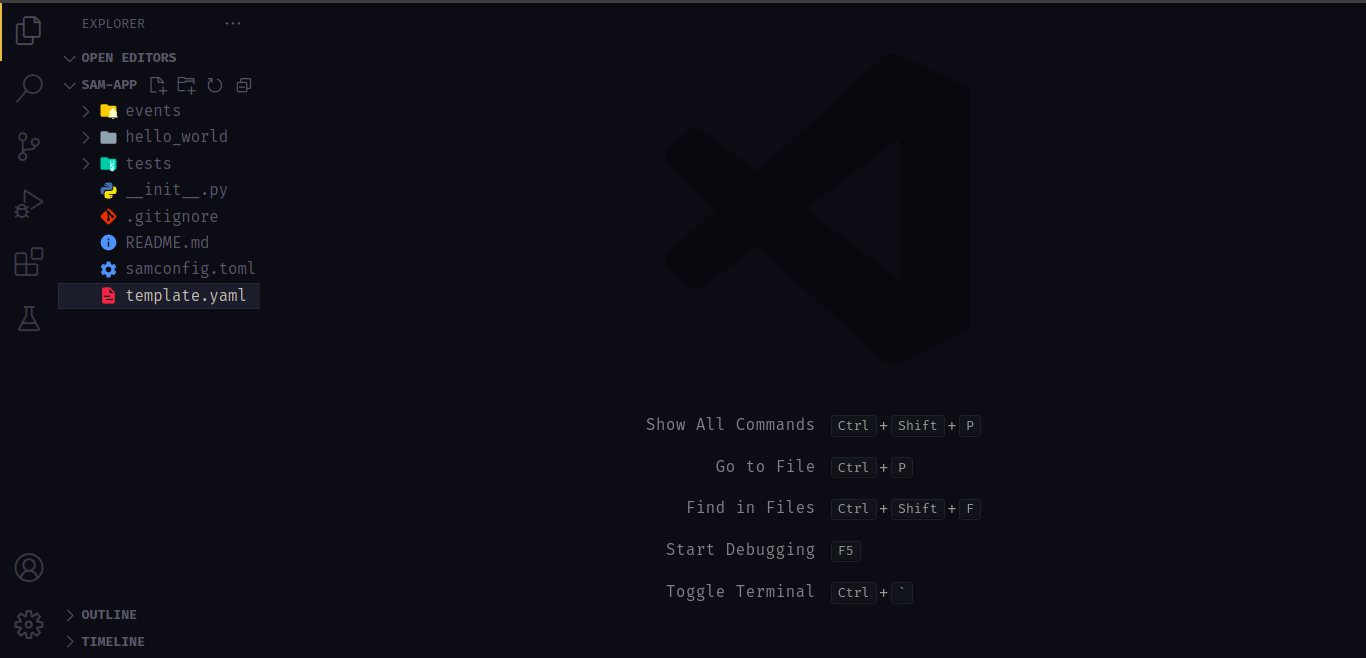 EXPLORER ...
OPEN EDITORS
SAM-APP
events
hello_world
tests
__init__.py
.gitignore
README.md
samconfig.toml
template.yaml
Show All Commands Ctrl + Shift + P
Go to File Ctrl + P
Find in Files Ctrl + Shift + F
Start Debugging F5
Toggle Terminal Ctrl + `
OUTLINE
TIMELINE